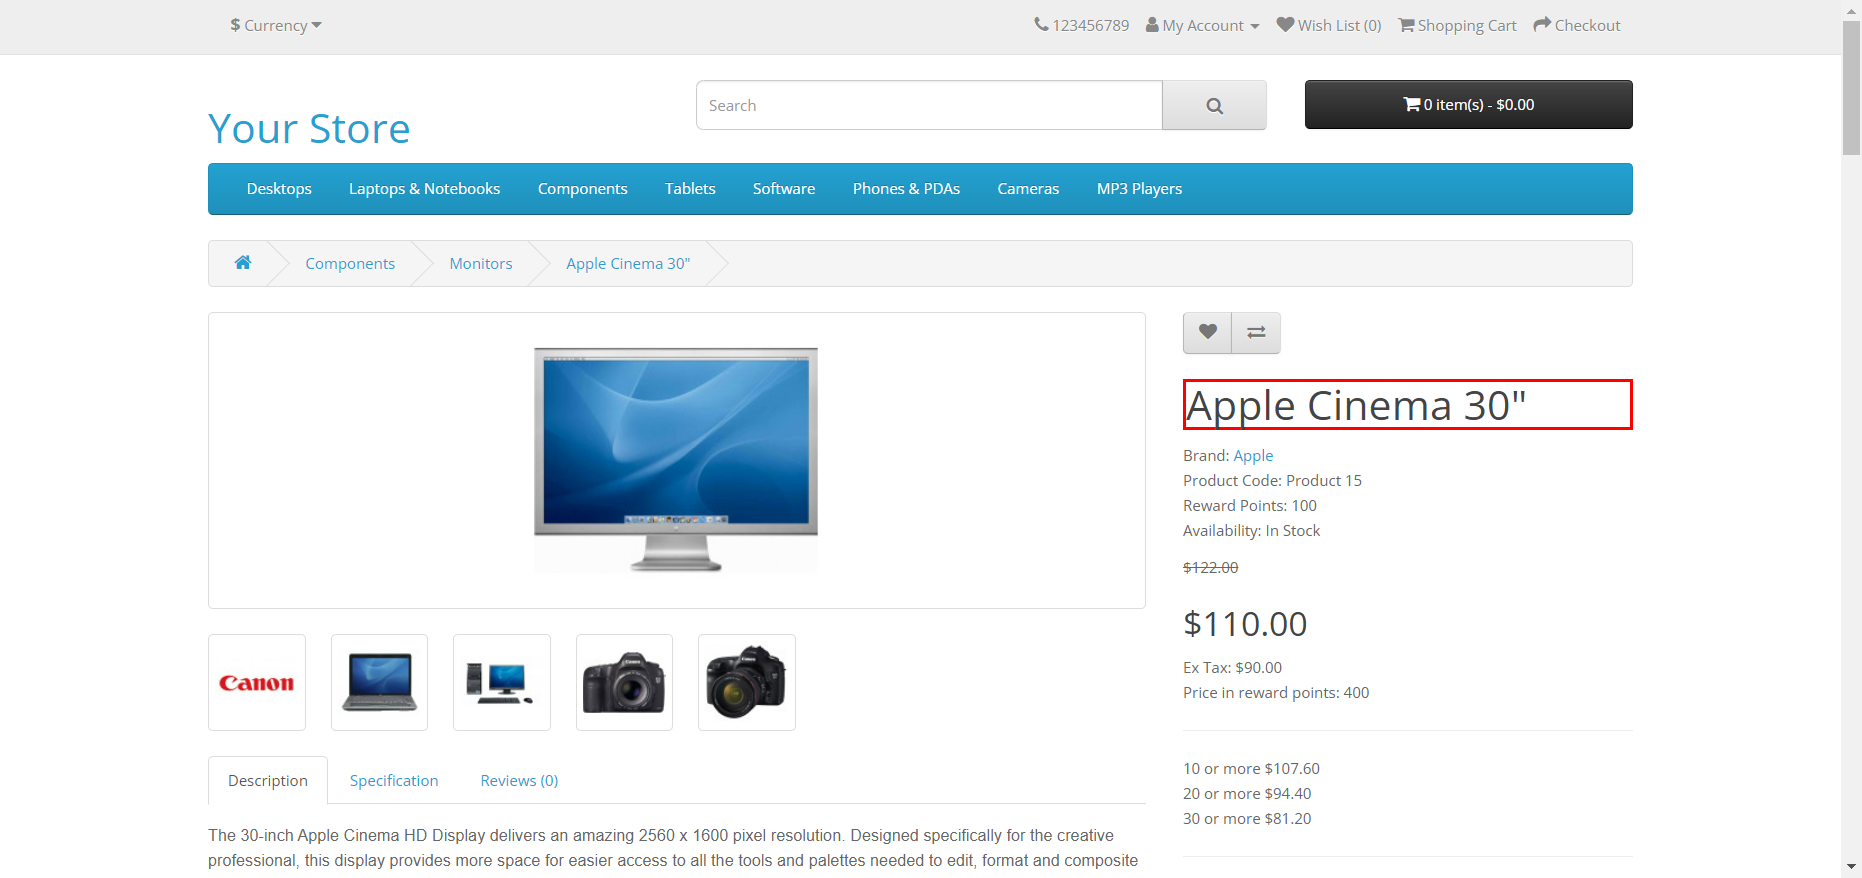 $ Currency
123456789
My Account
Wish List (0)
Shopping Cart
Checkout
Your Store
Search
0 item(s) - $0.00
Desktops
Laptops & Notebooks
Components
Tablets
Software
Phones & PDAs
Cameras
MP3 Players
Components
Monitors
Apple Cinema 30"
Apple Cinema 30"
Brand: Apple
Product Code: Product 15
Reward Points: 100
Availability: In Stock
$122.00
$110.00
Ex Tax: $90.00
Price in reward points: 400
10 or more $107.60
20 or more $94.40
30 or more $81.20
Canon
Description
Specification
Reviews (0)
The 30-inch Apple Cinema HD Display delivers an amazing 2560 x 1600 pixel resolution. Designed specifically for the creative
professional, this display provides more space for easier access to all the tools and palettes needed to edit, format and composite